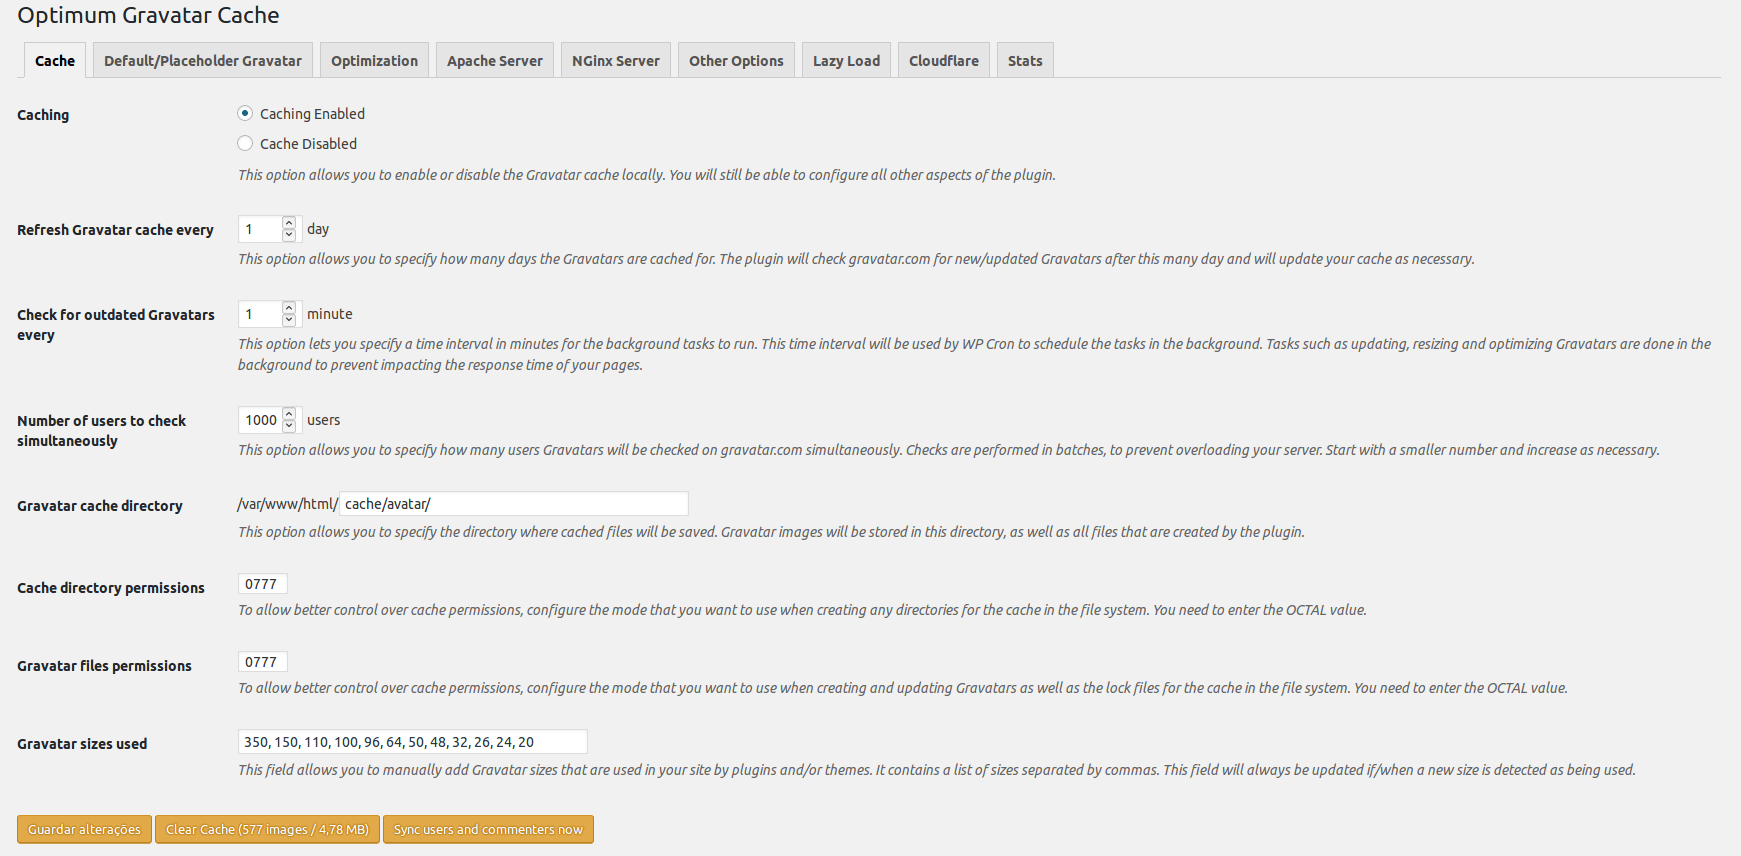 Optimum Gravatar Cache
Cache Default/Placeholder Gravatar Optimization Apache Server NGinx Server Other Options Lazy Load Cloudflare Stats
Caching
Caching Enabled
Cache Disabled
This option allows you to enable or disable the Gravatar cache locally. You will still be able to configure all other aspects of the plugin.
Refresh Gravatar cache every 1 day
This option allows you to specify how many days the Gravatars are cached for. The plugin will check gravatar.com for new/updated Gravatars after this many day and will update your cache as necessary.
Check for outdated Gravatars
every
1 minute
This option lets you specify a time interval in minutes for the background tasks to run. This time interval will be used by WP Cron to schedule the tasks in the background. Tasks such as updating, resizing and optimizing Gravatars are done in the
background to prevent impacting the response time of your pages.
Number of users to check
simultaneously
1000 users
This option allows you to specify how many users Gravatars will be checked on gravatar.com simultaneously. Checks are performed in batches, to prevent overloading your server. Start with a smaller number and increase as necessary.
Gravatar cache directory /var/www/html/ cache/avatar/
This option allows you to specify the directory where cached files will be saved. Gravatar images will be stored in this directory, as well as all files that are created by the plugin.
Cache directory permissions 0777
To allow better control over cache permissions, configure the mode that you want to use when creating any directories for the cache in the file system. You need to enter the OCTAL value.
Gravatar files permissions 0777
To allow better control over cache permissions, configure the mode that you want to use when creating and updating Gravatars as well as the lock files for the cache in the file system. You need to enter the OCTAL value.
Gravatar sizes used 350, 150, 110, 100, 96, 64, 50, 48, 32, 26, 24, 20
This field allows you to manually add Gravatar sizes that are used in your site by plugins and/or themes. It contains a list of sizes separated by commas. This field will always be updated if/when a new size is detected as being used.
Guardar alterações Clear Cache (577 images / 4,78 MB) Sync users and commenters now